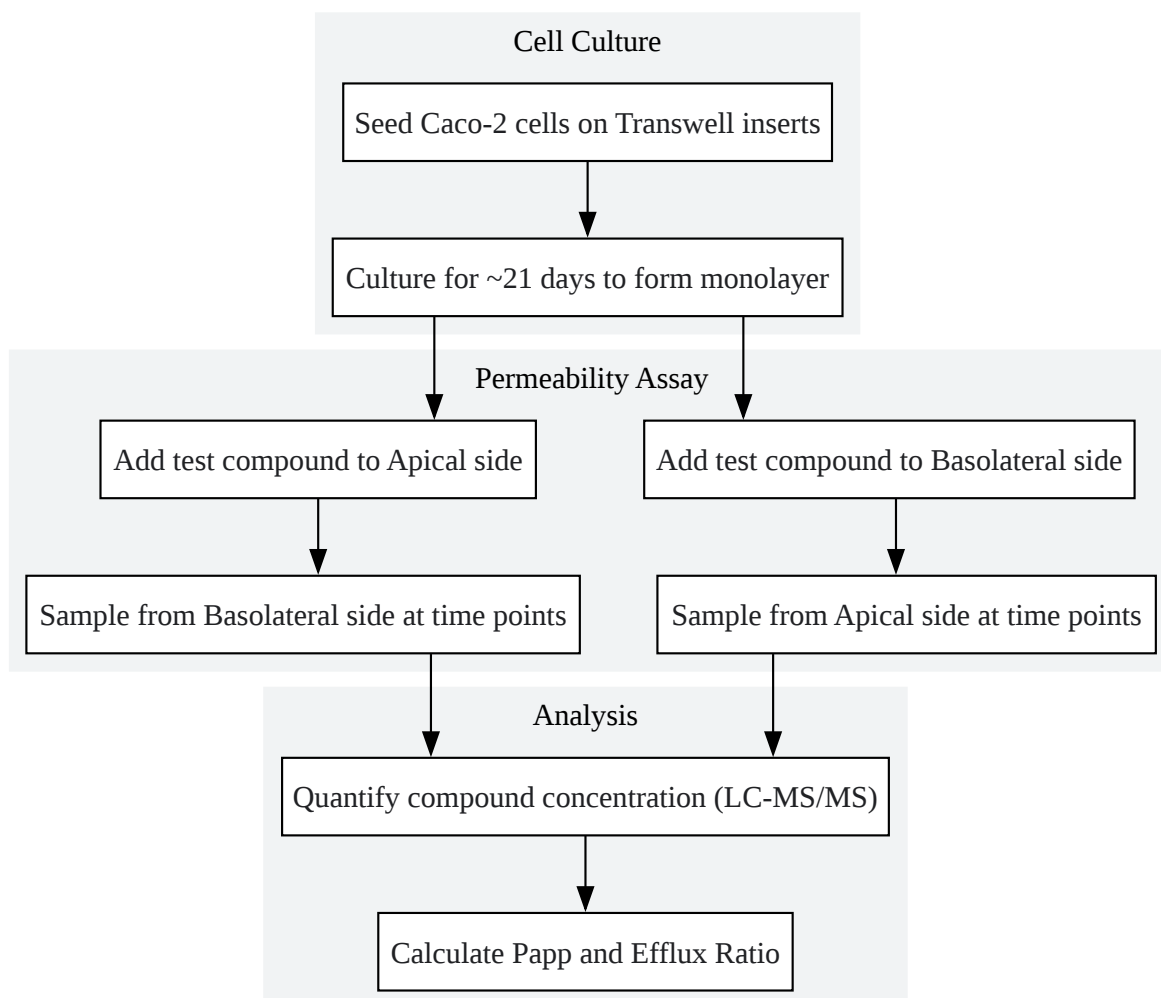 Cell Culture
Seed Caco-2 cells on Transwell inserts
Culture for ~21 days to form monolayer
Permeability Assay
Add test compound to Apical side
Add test compound to Basolateral side
Sample from Basolateral side at time points
Sample from Apical side at time points
Analysis
Quantify compound concentration (LC-MS/MS)
Calculate Papp and Efflux Ratio